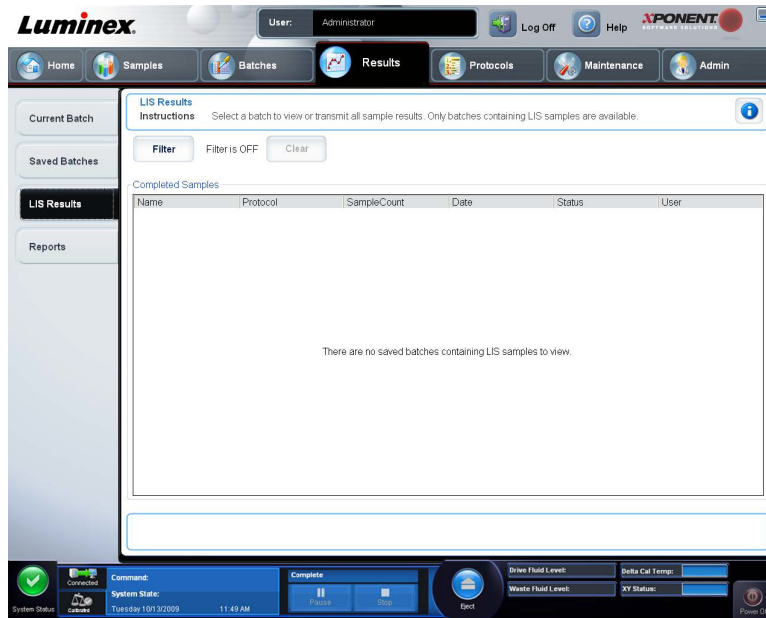 Luminex.
User: Administrator
Log Off
Help
XPONENT.
SOFTWARE SOLUTIONS
Home
Samples
Batches
Results
Protocols
Maintenance
Admin
Current Batch
Saved Batches
LIS Results
Reports
LIS Results
Instructions Select a batch to view or transmit all sample results. Only batches containing LIS samples are available.
Filter Filter is OFF Clear
Completed Samples
Name Protocol SampleCount Date Status User
There are no saved batches containing LIS samples to view.
System Status
Connected
Calibrated
Command:
System State:
Tuesday 10/13/2009 11:49 AM
Complete
Pause
Stop
Eject
Drive Fluid Level:
Waste Fluid Level:
Delta Cal Temp:
XY Status:
Power O